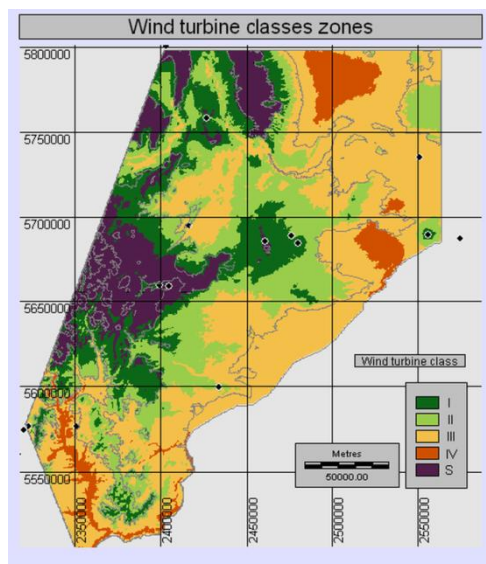 Wind turbine classes zones
5800000
5750000
5700000
5650000
5600000
5550000
Wind turbine class
I
II
III
IV
S
Metres
50000.00
2350000
2400000
2450000
2500000
2550000